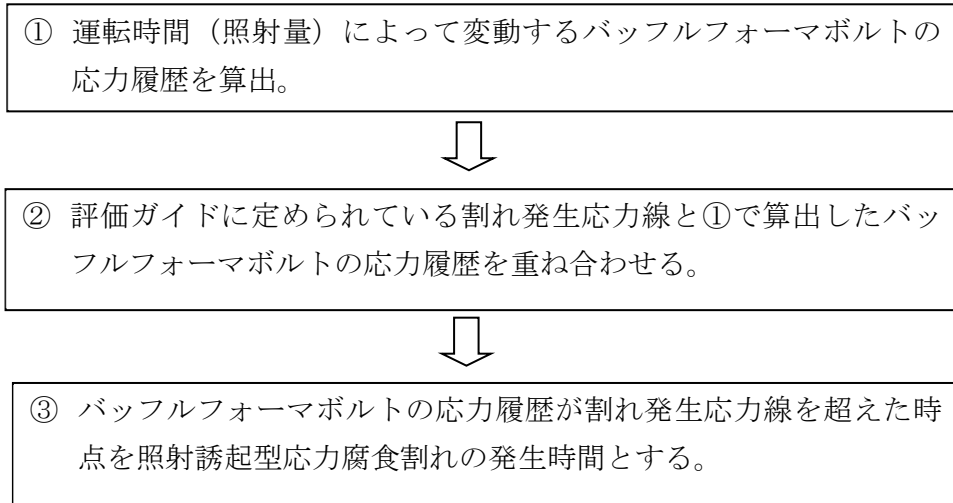 ① 運転時間（照射量）によって変動するバッフルフォーマボルトの
応力履歴を算出。
② 評価ガイドに定められている割れ発生応力線と①で算出したバッ
フルフォーマボルトの応力履歴を重ね合わせる。
③ バッフルフォーマボルトの応力履歴が割れ発生応力線を超えた時
点を照射誘起型応力腐食割れの発生時間とする。